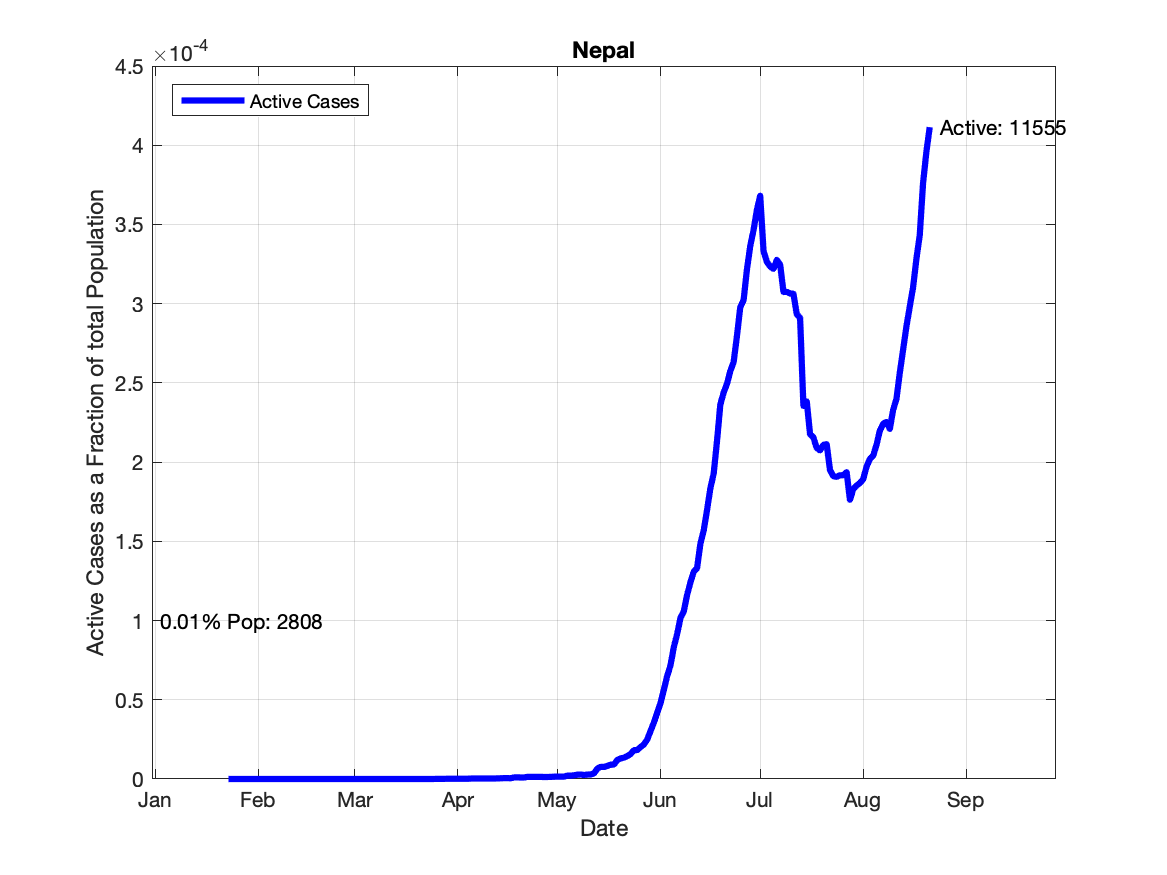 Nepal
×10-4
4.5
4
3.5
3
2.5
2
1.5
1
0.5
0
Active Cases
Active: 11555
0.01% Pop: 2808
Active Cases as a Fraction of total Population
Jan Feb Mar Apr May Jun Jul Aug Sep
Date